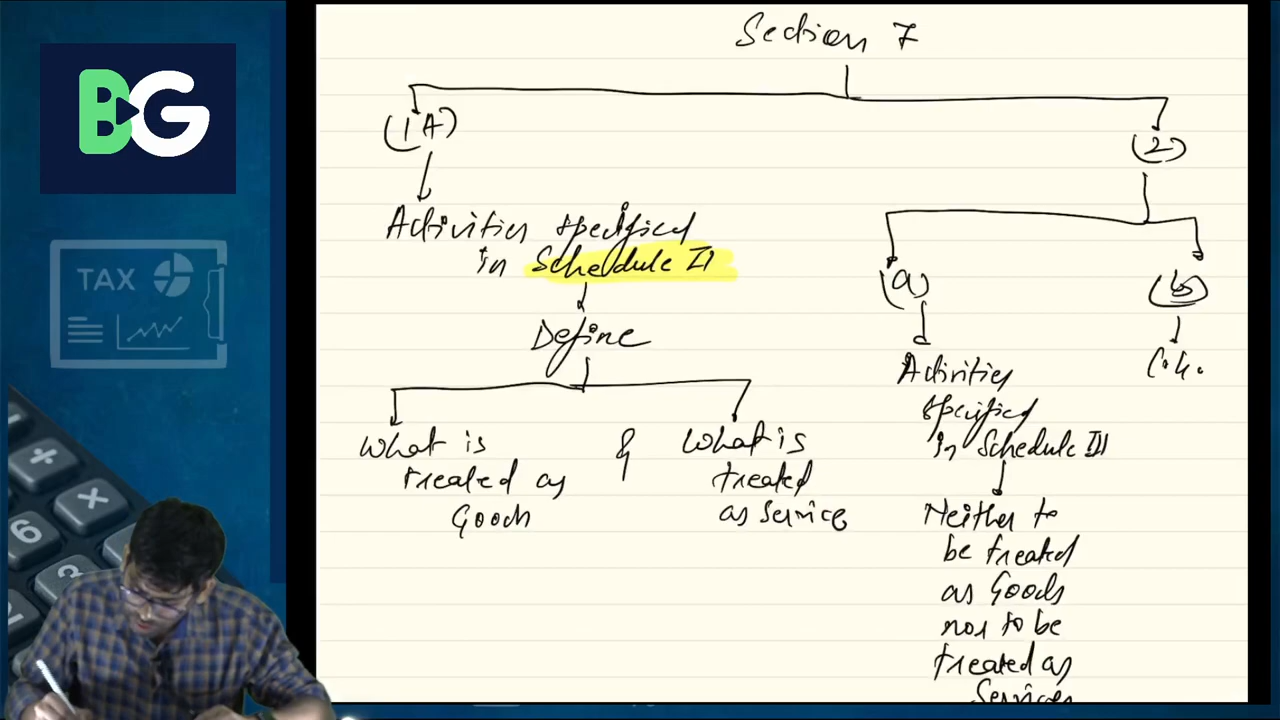 BG
TAX
Section 7
(1A)
(2)
Activities specified
in Schedule II
(a)
(b)
Define
Activities
specified
in Schedule III
What is
treated as
Goods
&
What is
treated
as Service
Neither to
be treated
as Goods
nor to be
treated as
Services